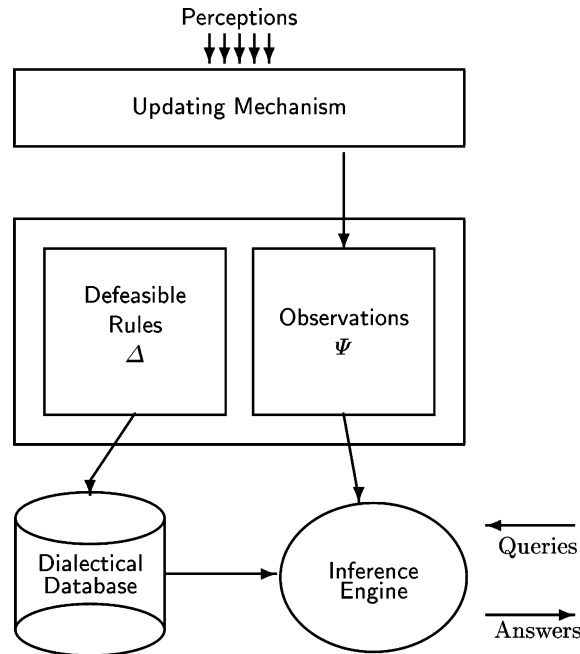 Perceptions
Updating Mechanism
Defeasible
Rules
Δ
Observations
Ψ
Dialectical
Database
Inference
Engine
Queries
Answers